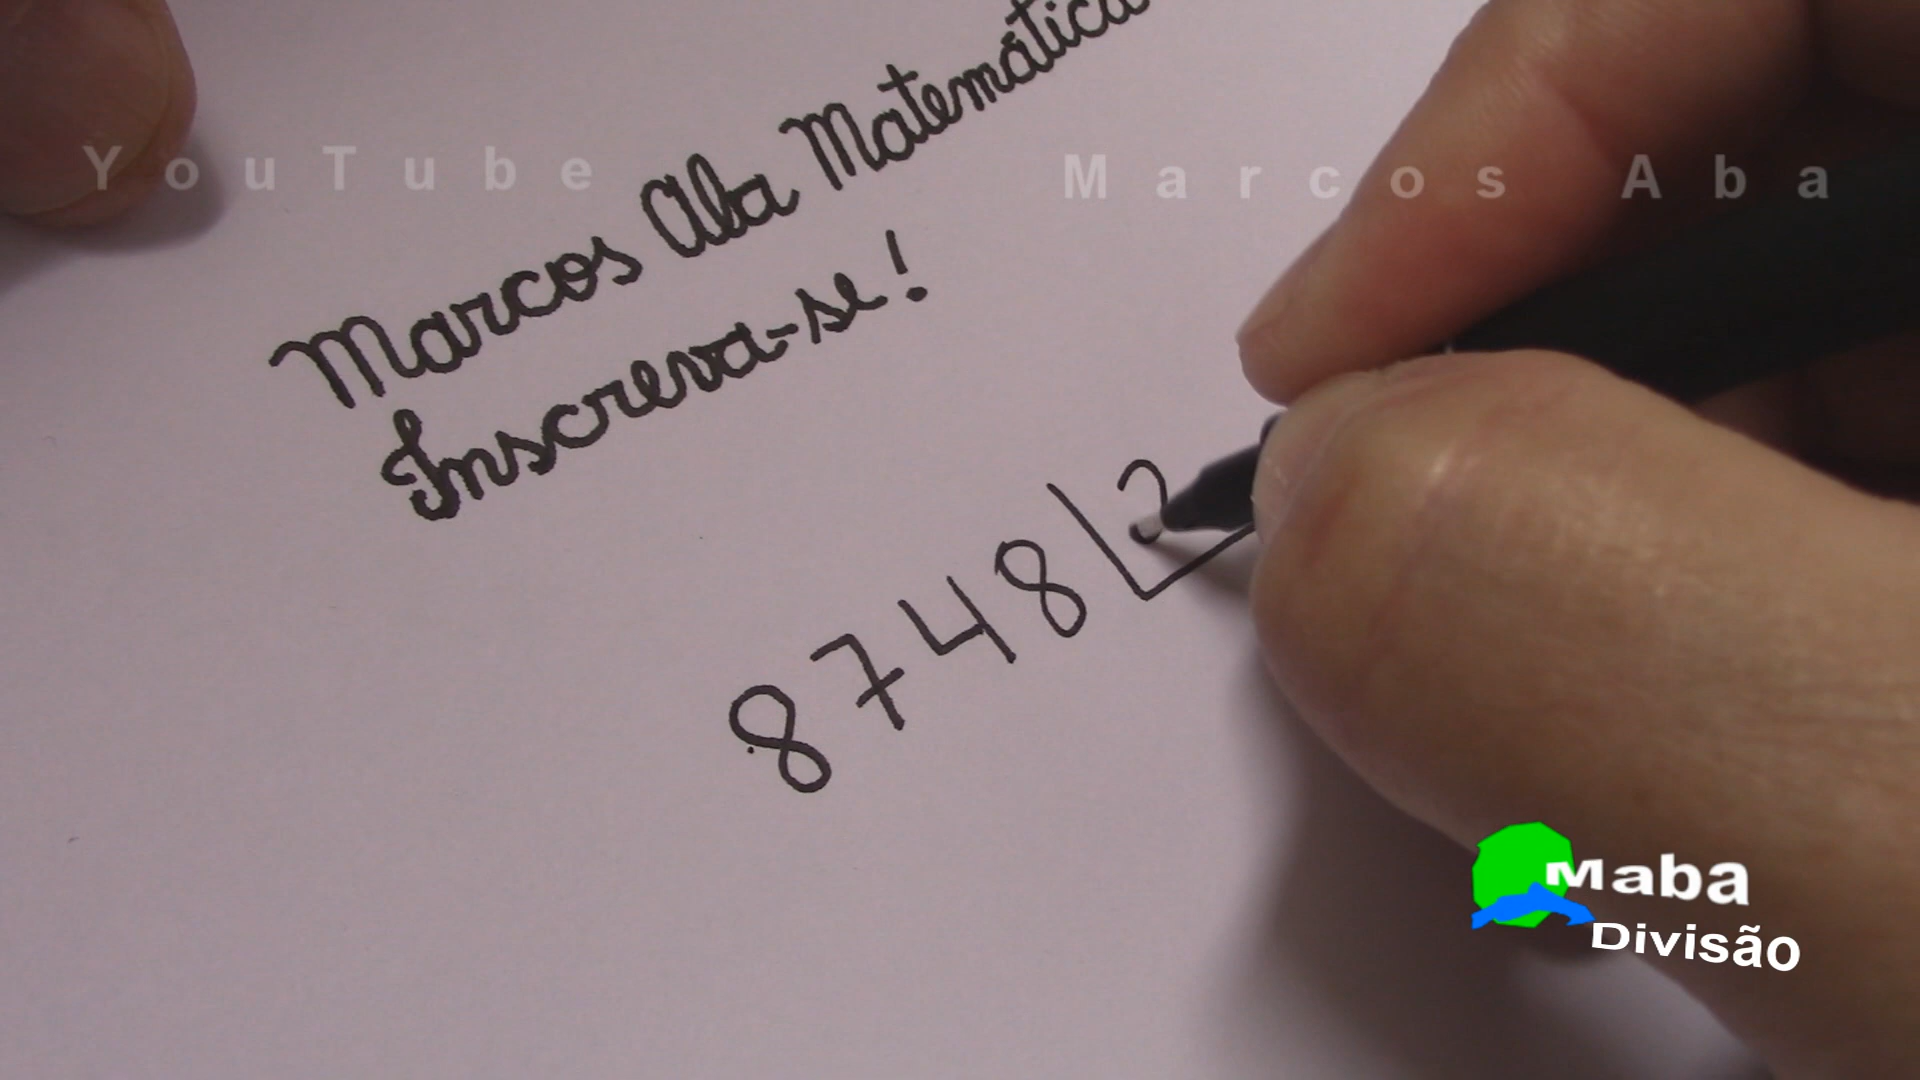 YouTube Marcos Aba
Marcos Aba Matemática
Inscreva-se!
8748
Maba
Divisão